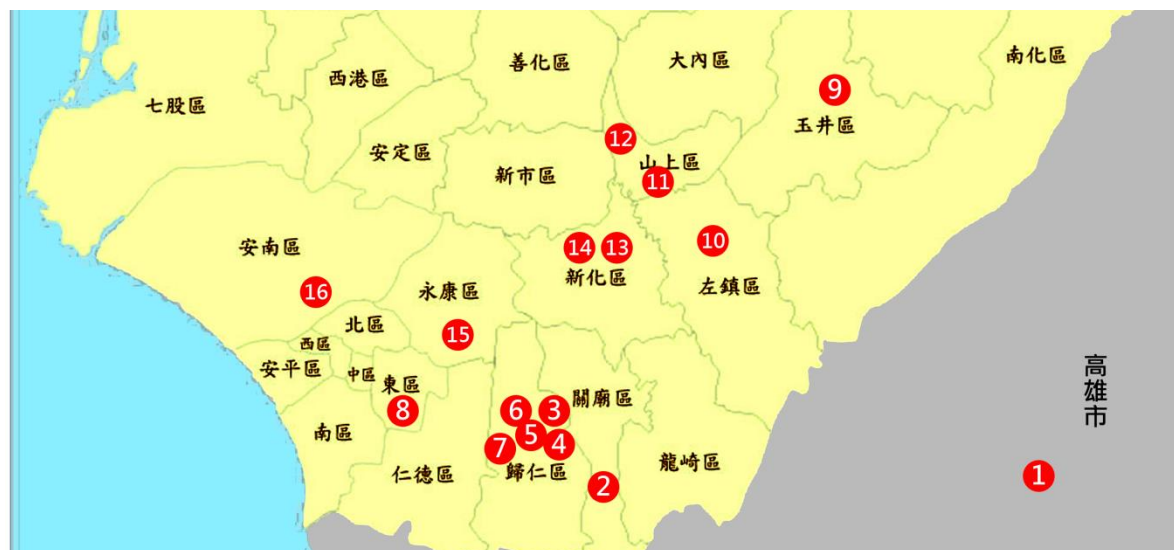 南化區
大內區
善化區
西港區
9
七股區
玉井區
12
安定區
山上區
新市區
11
10
14
13
安南區
新化區
左鎮區
永康區
16
北區
15
西區
安平區
中區
東區
高雄市
關廟區
8
6
3
5
南區
4
7
龍崎區
歸仁區
仁德區
1
2